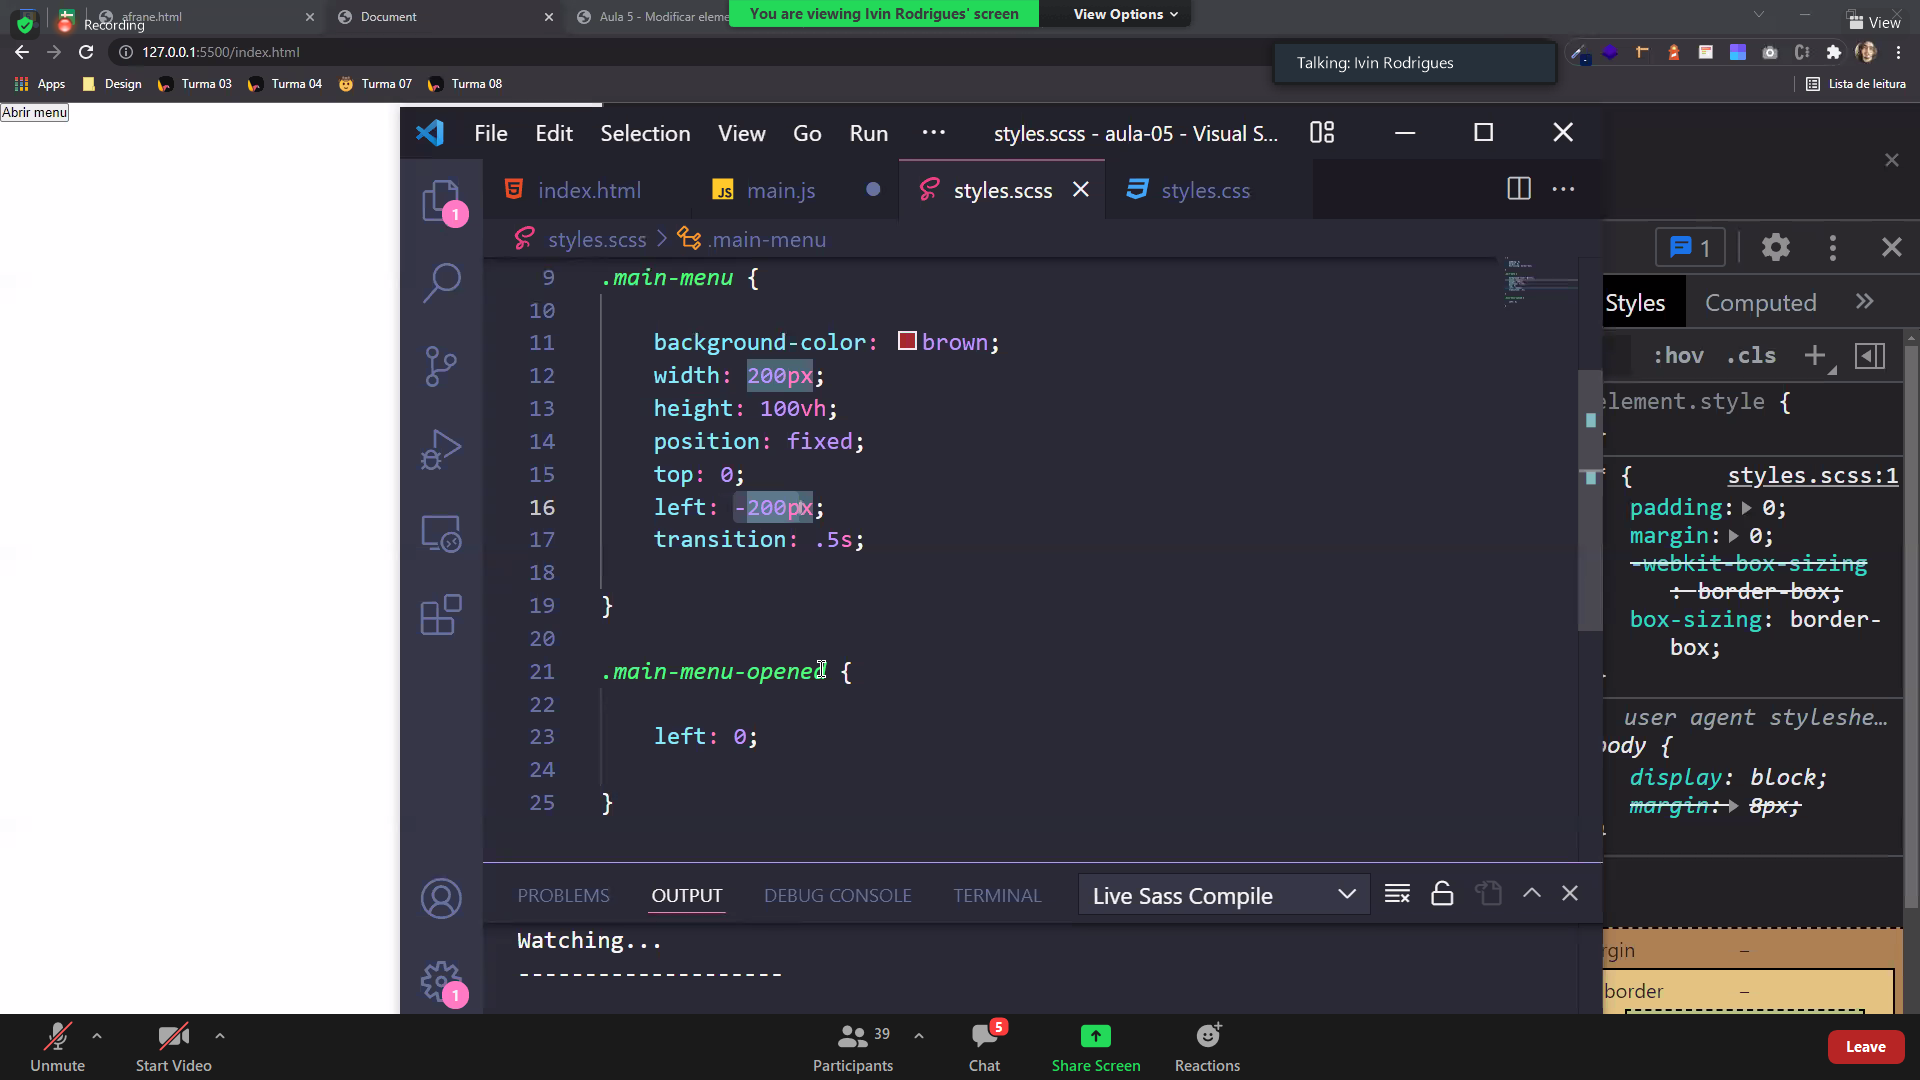 afrane.html
Document
Aula 5 - Modificar eleme
You are viewing Ivin Rodrigues' screen
View Options
Recording
View
127.0.0.1:5500/index.html
Talking: Ivin Rodrigues
Apps
Design
Turma 03
Turma 04
Turma 07
Turma 08
Lista de leitura
Abrir menu
File
Edit
Selection
View
Go
Run
···
styles.scss - aula-05 - Visual S...
1
index.html
JS main.js
styles.scss
styles.css
styles.scss > .main-menu
9 .main-menu {
10
11 background-color: brown;
12 width: 200px;
13 height: 100vh;
14 position: fixed;
15 top: 0;
16 left: -200px;
17 transition: .5s;
18
19 }
20
21 .main-menu-opened {
22
23 left: 0;
24
25 }
1
PROBLEMS
OUTPUT
DEBUG CONSOLE
TERMINAL
Live Sass Compile
Watching...
--------------------
1
Styles
Computed
:hov
.cls
element.style {
{
styles.scss:1
padding: 0;
margin: 0;
-webkit-box-sizing
: border-box;
box-sizing: border-
box;
user agent styleshe…
body {
display: block;
margin: 8px;
rgin
–
border
–
Unmute
Start Video
39
Participants
5
Chat
Share Screen
Reactions
Leave